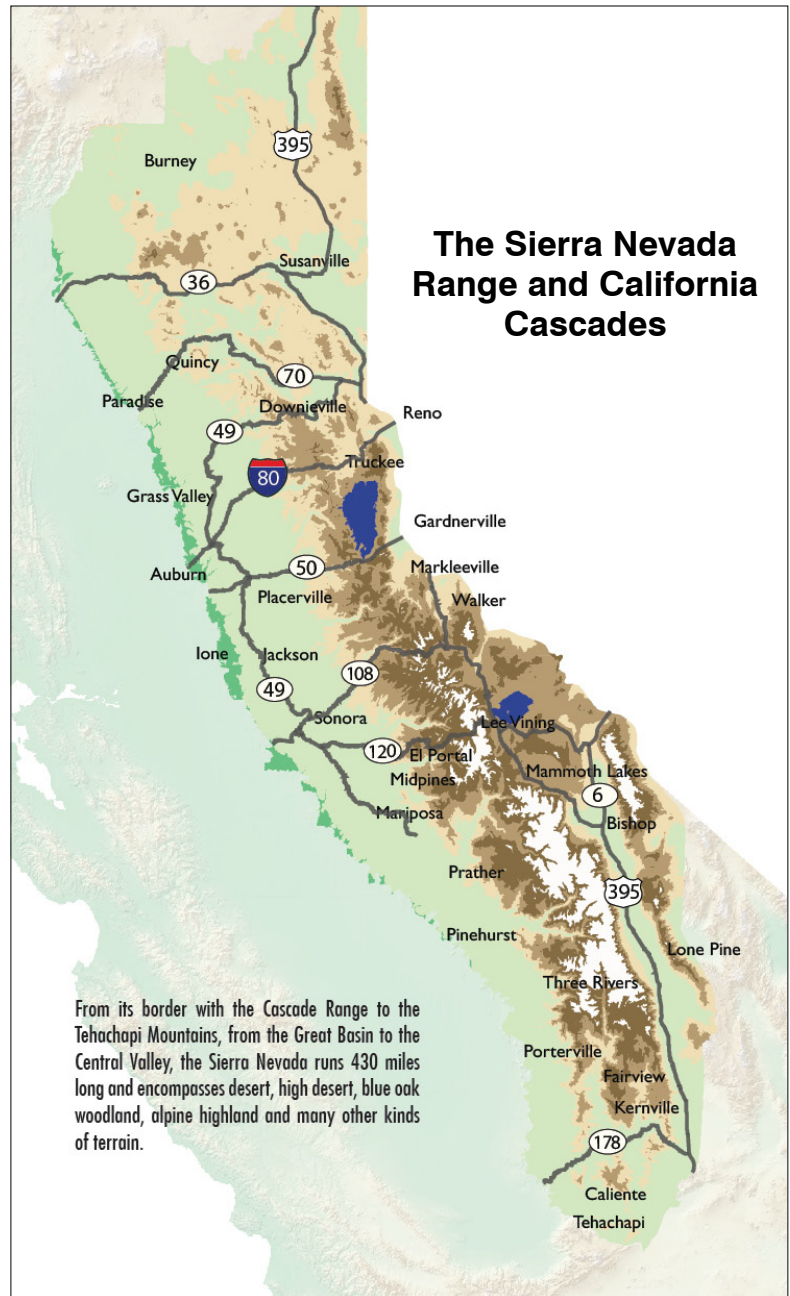 395
Burney
The Sierra Nevada
Range and California
Cascades
Susanville
36
Quincy
70
Paradise
Downieville
Reno
49
Truckee
80
Grass Valley
Gardnerville
50
Markleeville
Auburn
Placerville
Walker
Ione
Jackson
108
49
Sonora
Lee Vining
120
El Portal
Mammoth Lakes
Midpines
6
Mariposa
Bishop
Prather
395
Pinehurst
Lone Pine
Three Rivers
From its border with the Cascade Range to the
Tehachapi Mountains, from the Great Basin to the
Central Valley, the Sierra Nevada runs 430 miles
long and encompasses desert, high desert, blue oak
woodland, alpine highland and many other kinds
of terrain.
Porterville
Fairview
Kernville
178
Caliente
Tehachapi